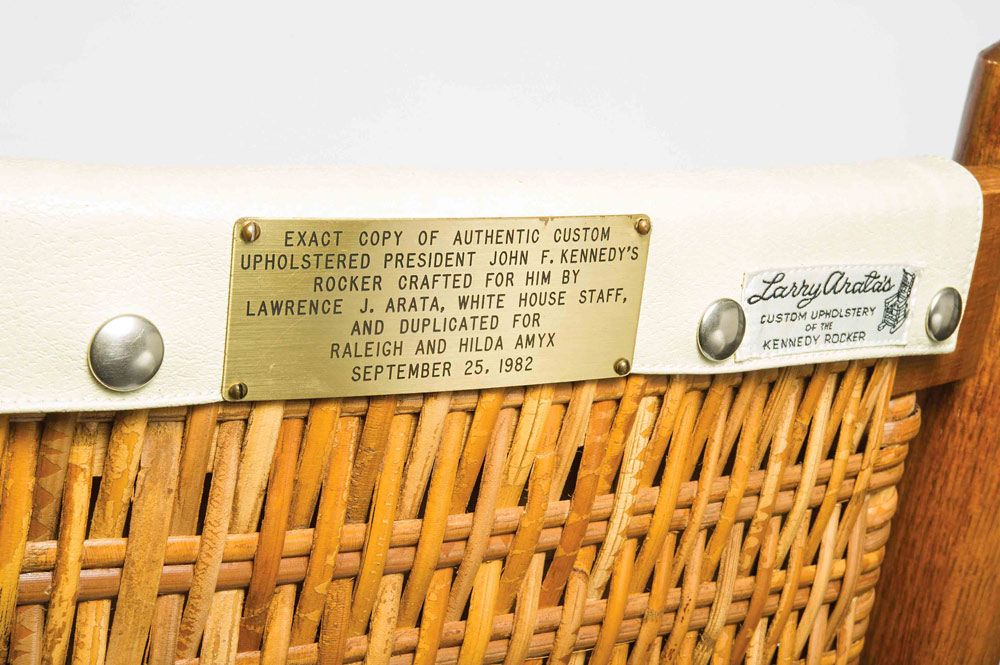 EXACT COPY OF AUTHENTIC CUSTOM
UPHOLSTERED PRESIDENT JOHN F. KENNEDY'S
ROCKER CRAFTED FOR HIM BY
LAWRENCE J. ARATA, WHITE HOUSE STAFF,
AND DUPLICATED FOR
RALEIGH AND HILDA AMYX
SEPTEMBER 25, 1982
Larry Arata's
CUSTOM UPHOLSTERY
OF THE
KENNEDY ROCKER